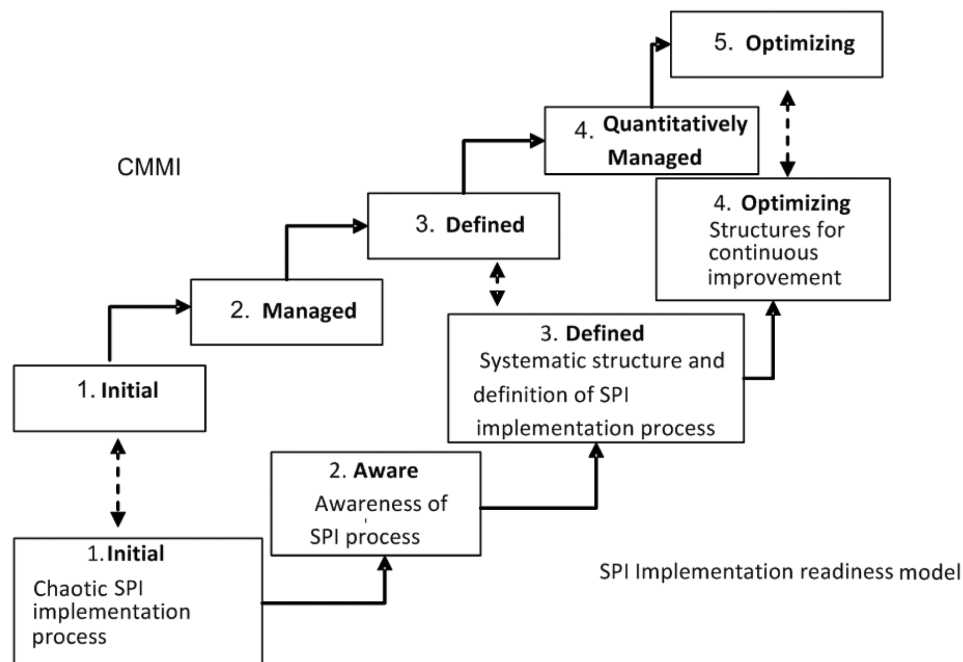 5. Optimizing
4. Quantitatively
Managed
CMMI
3. Defined
4. Optimizing
Structures for
continuous
improvement
2. Managed
3. Defined
Systematic structure and
definition of SPI
implementation process
1. Initial
2. Aware
Awareness of
SPI process
1. Initial
Chaotic SPI
implementation
process
SPI Implementation readiness model